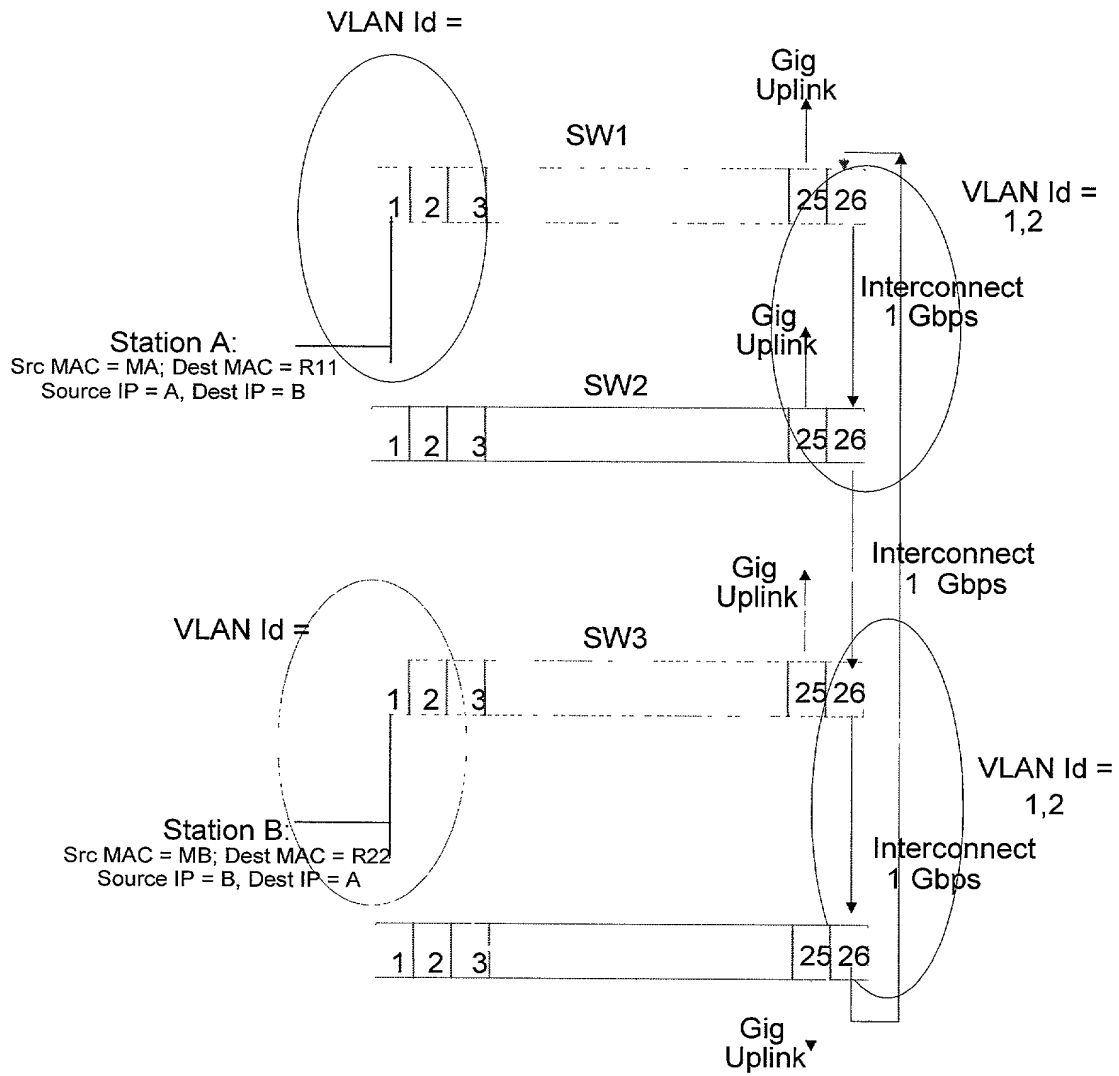 VLAN Id =
Gig
Uplink
SW1
1 2 3 25 26
VLAN Id =
1,2
Interconnect
1 Gbps
Gig
Uplink
Station A:
Src MAC = MA; Dest MAC = R11
Source IP = A, Dest IP = B
SW2
1 2 3 25 26
Interconnect
1 Gbps
Gig
Uplink
VLAN Id =
SW3
1 2 3 25 26
VLAN Id =
1,2
Station B:
Src MAC = MB; Dest MAC = R22
Source IP = B, Dest IP = A
Interconnect
1 Gbps
1 2 3 25 26
Gig
Uplink